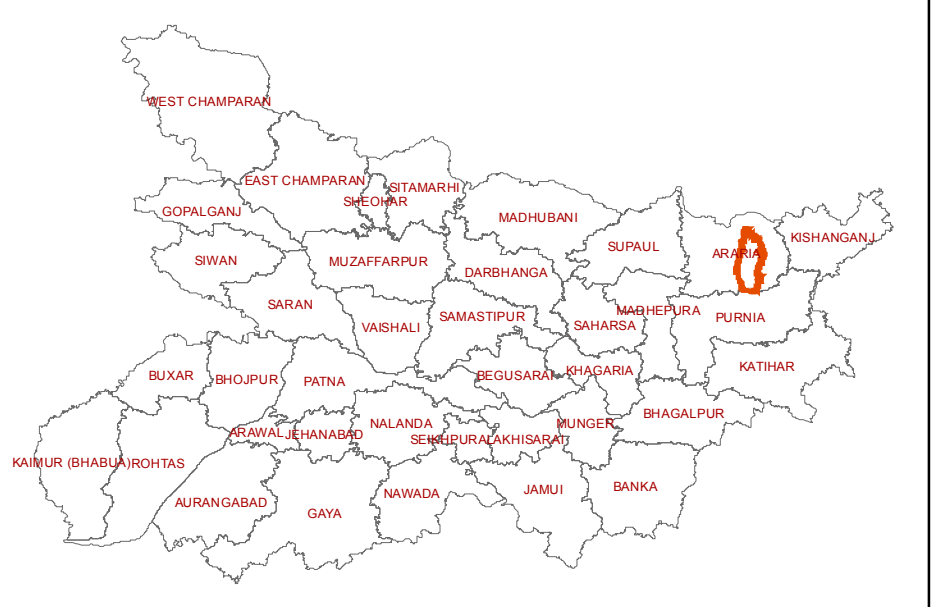 WEST CHAMPARAN
EAST CHAMPARAN
SITAMARHI
SHEOHAR
GOPALGANJ
MADHUBANI
KISHANGANJ
SUPAUL
ARARIA
SIWAN
MUZAFFARPUR
DARBHANGA
SARAN
MADHEPURA
SAMASTIPUR
PURNIA
VAISHALI
SAHARSA
KATIHAR
KHAGARIA
BUXAR
BHOJPUR
PATNA
BEGUSARAI
BHAGALPUR
NALANDA
MUNGER
ARAWAL
JEHANABAD
SEIKHPURA
LAKHISARAI
KAIMUR (BHABUA)
ROHTAS
BANKA
JAMUI
NAWADA
AURANGABAD
GAYA